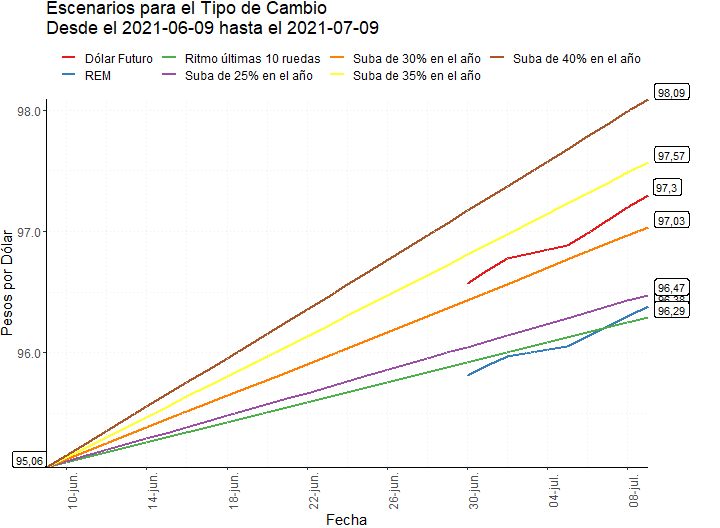 Escenarios para el Tipo de Cambio
Desde el 2021-06-09 hasta el 2021-07-09
Dólar Futuro Ritmo últimas 10 ruedas Suba de 30% en el año Suba de 40% en el año
REM Suba de 25% en el año Suba de 35% en el año
98,09
98.0
97,57
97,3
97,03
97.0
96,47
96,38
96,29
96.0
95,06
Pesos por Dólar
10-jun. 14-jun. 18-jun. 22-jun. 26-jun. 30-jun. 04-jul. 08-jul.
Fecha